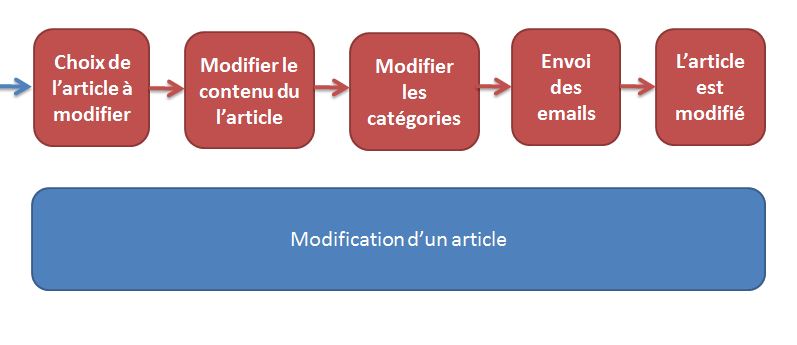 Choix de
l’article à
modifier
Modifier le
contenu du
l’article
Modifier
les
catégories
Envoi
des
emails
L’article
est
modifié
Modification d’un article